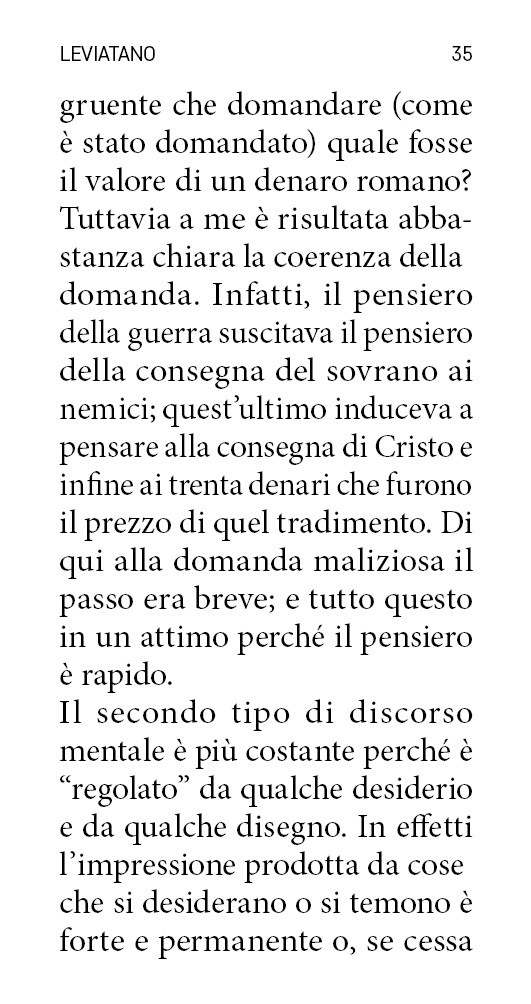 LEVIATANO 35
gruente che domandare (come
è stato domandato) quale fosse
il valore di un denaro romano?
Tuttavia a me è risultata abba-
stanza chiara la coerenza della
domanda. Infatti, il pensiero
della guerra suscitava il pensiero
della consegna del sovrano ai
nemici; quest’ultimo induceva a
pensare alla consegna di Cristo e
infine ai trenta denari che furono
il prezzo di quel tradimento. Di
qui alla domanda maliziosa il
passo era breve; e tutto questo
in un attimo perché il pensiero
è rapido.
Il secondo tipo di discorso
mentale è più costante perché è
“regolato” da qualche desiderio
e da qualche disegno. In effetti
l’impressione prodotta da cose
che si desiderano o si temono è
forte e permanente o, se cessa